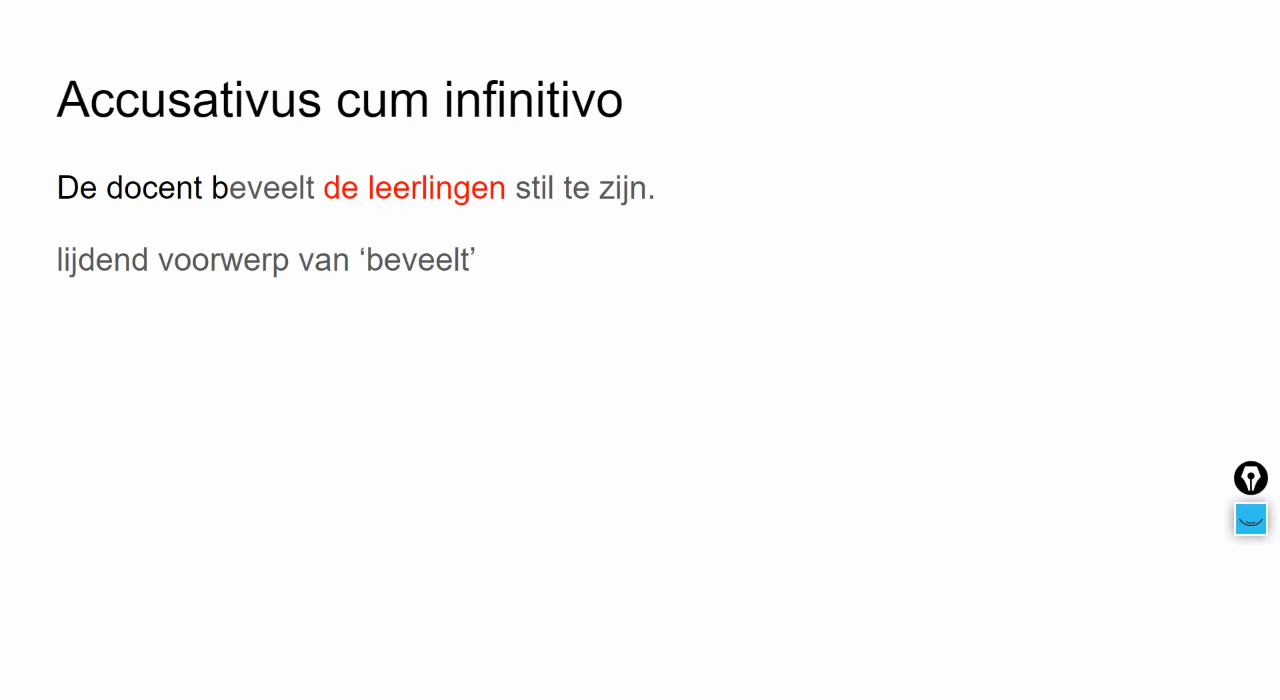 Accusativus cum infinitivo
De docent beveelt de leerlingen stil te zijn.
lijdend voorwerp van ‘beveelt’